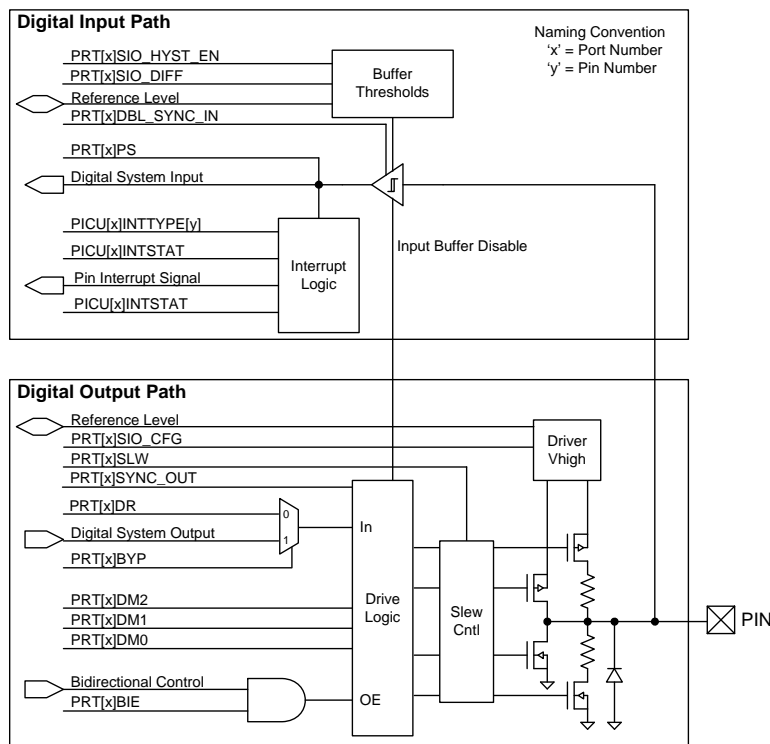 Digital Input Path
Naming Convention
‘x’ = Port Number
‘y’ = Pin Number
PRT[x]SIO_HYST_EN
PRT[x]SIO_DIFF
Reference Level
PRT[x]DBL_SYNC_IN
Buffer
Thresholds
PRT[x]PS
Digital System Input
PICU[x]INTTYPE[y]
PICU[x]INTSTAT
Pin Interrupt Signal
PICU[x]INTSTAT
Interrupt
Logic
Input Buffer Disable
Digital Output Path
Reference Level
PRT[x]SIO_CFG
PRT[x]SLW
PRT[x]SYNC_OUT
Driver
Vhigh
PRT[x]DR
Digital System Output
PRT[x]BYP
0
1
In
PRT[x]DM2
PRT[x]DM1
PRT[x]DM0
Drive
Logic
Slew
Cntl
PIN
Bidirectional Control
PRT[x]BIE
OE